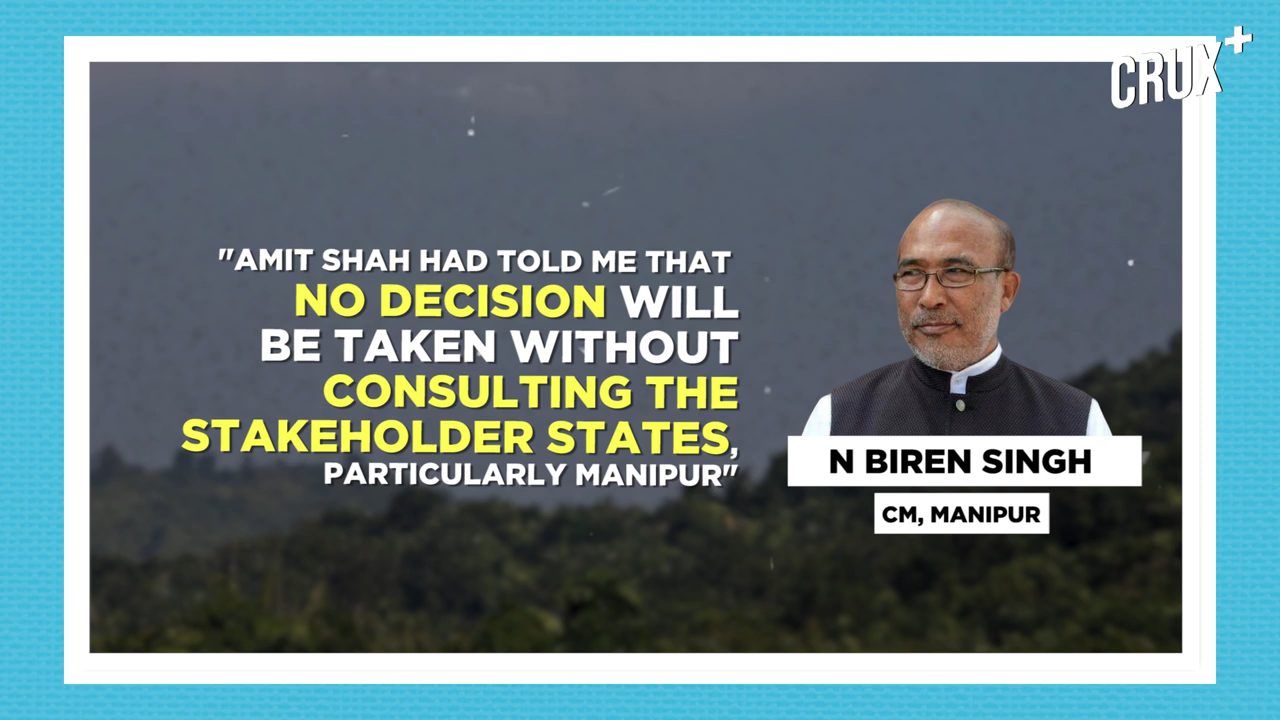 CRUX+
"AMIT SHAH HAD TOLD ME THAT
NO DECISION WILL
BE TAKEN WITHOUT
CONSULTING THE
STAKEHOLDER STATES,
PARTICULARLY MANIPUR"
N BIREN SINGH
CM, MANIPUR